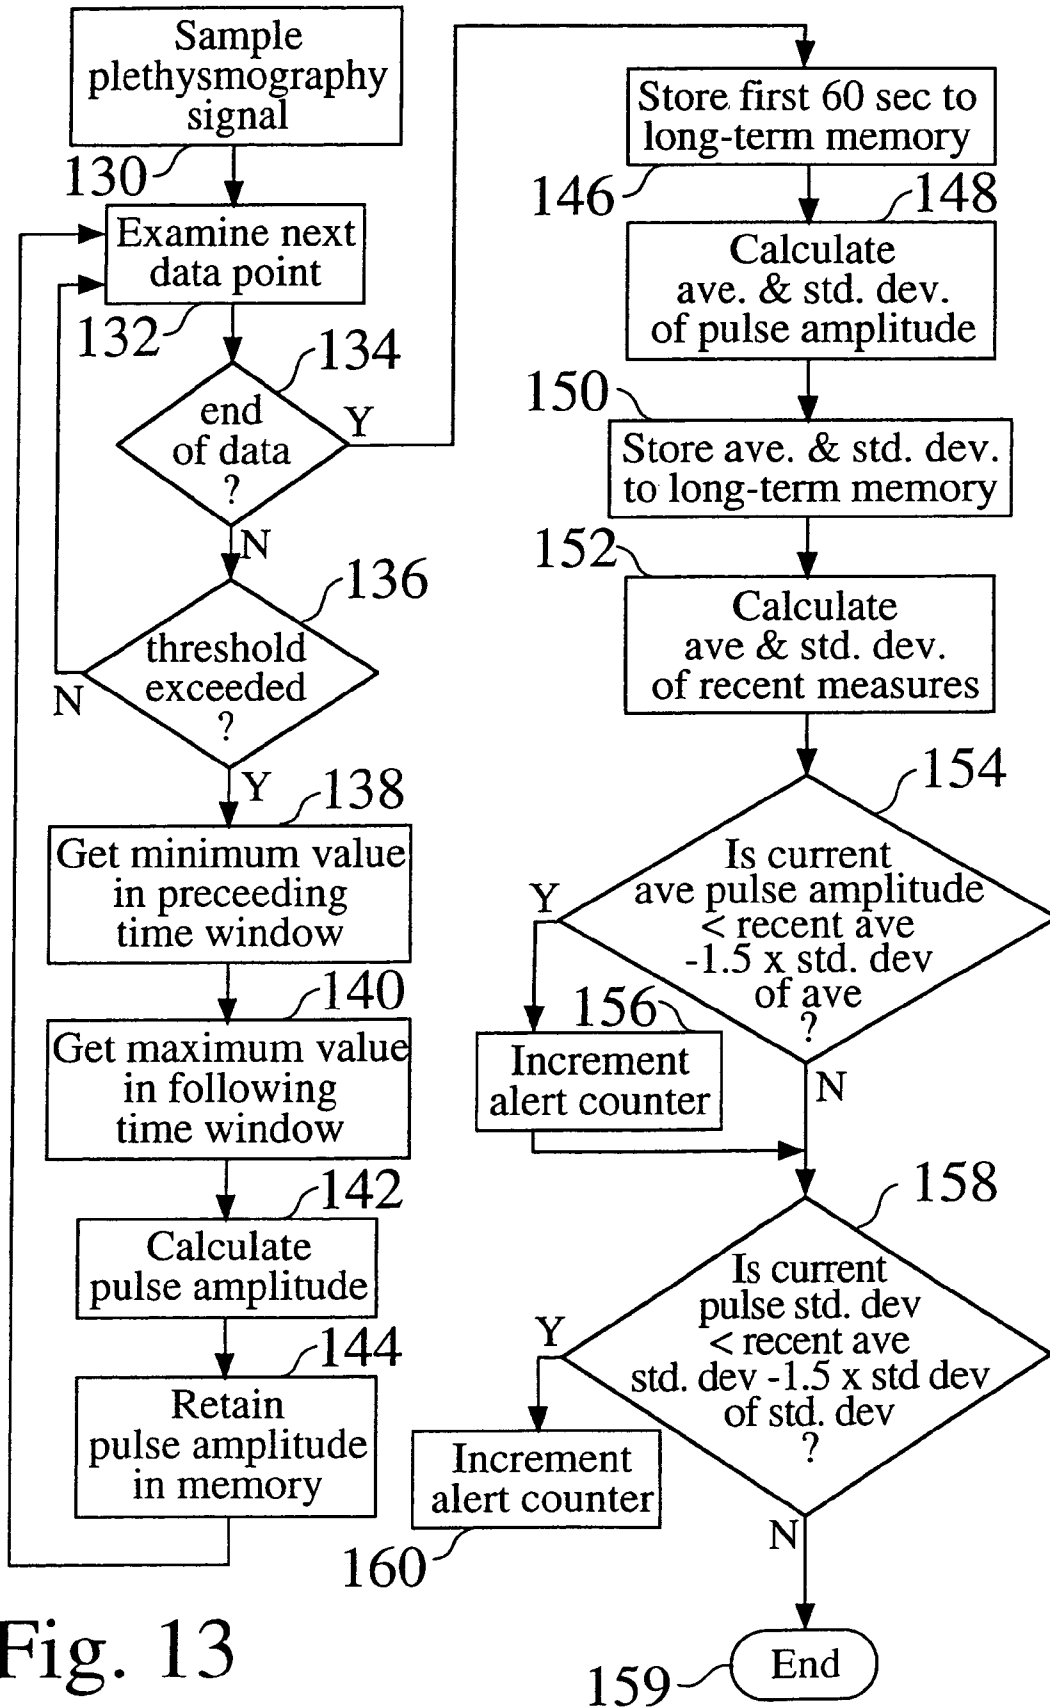 Sample
plethysmography
signal
130
Examine next
data point
132
134
end
of data
?
Y
N
136
threshold
exceeded
?
N
Y
138
Get minimum value
in preceeding
time window
140
Get maximum value
in following
time window
142
Calculate
pulse amplitude
144
Retain
pulse amplitude
in memory
Store first 60 sec to
long-term memory
146
148
Calculate
ave. & std. dev.
of pulse amplitude
150
Store ave. & std. dev.
to long-term memory
152
Calculate
ave & std. dev.
of recent measures
154
Is current
ave pulse amplitude
< recent ave
-1.5 x std. dev
of ave
?
Y
N
156
Increment
alert counter
158
Is current
pulse std. dev
< recent ave
std. dev -1.5 x std dev
of std. dev
?
Y
N
Increment
alert counter
160
End
159
Fig. 13